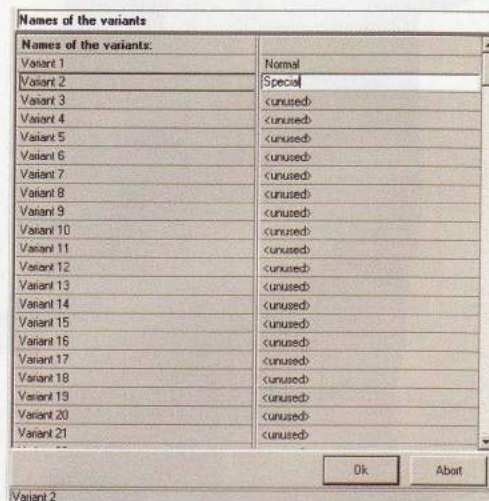 Names of the variants
Names of the variants:
Variant 1 Normal
Variant 2 Special
Variant 3 <unused>
Variant 4 <unused>
Variant 5 <unused>
Variant 6 <unused>
Variant 7 <unused>
Variant 8 <unused>
Variant 9 <unused>
Variant 10 <unused>
Variant 11 <unused>
Variant 12 <unused>
Variant 13 <unused>
Variant 14 <unused>
Variant 15 <unused>
Variant 16 <unused>
Variant 17 <unused>
Variant 18 <unused>
Variant 19 <unused>
Variant 20 <unused>
Variant 21 <unused>
Ok Abort
Variant 2